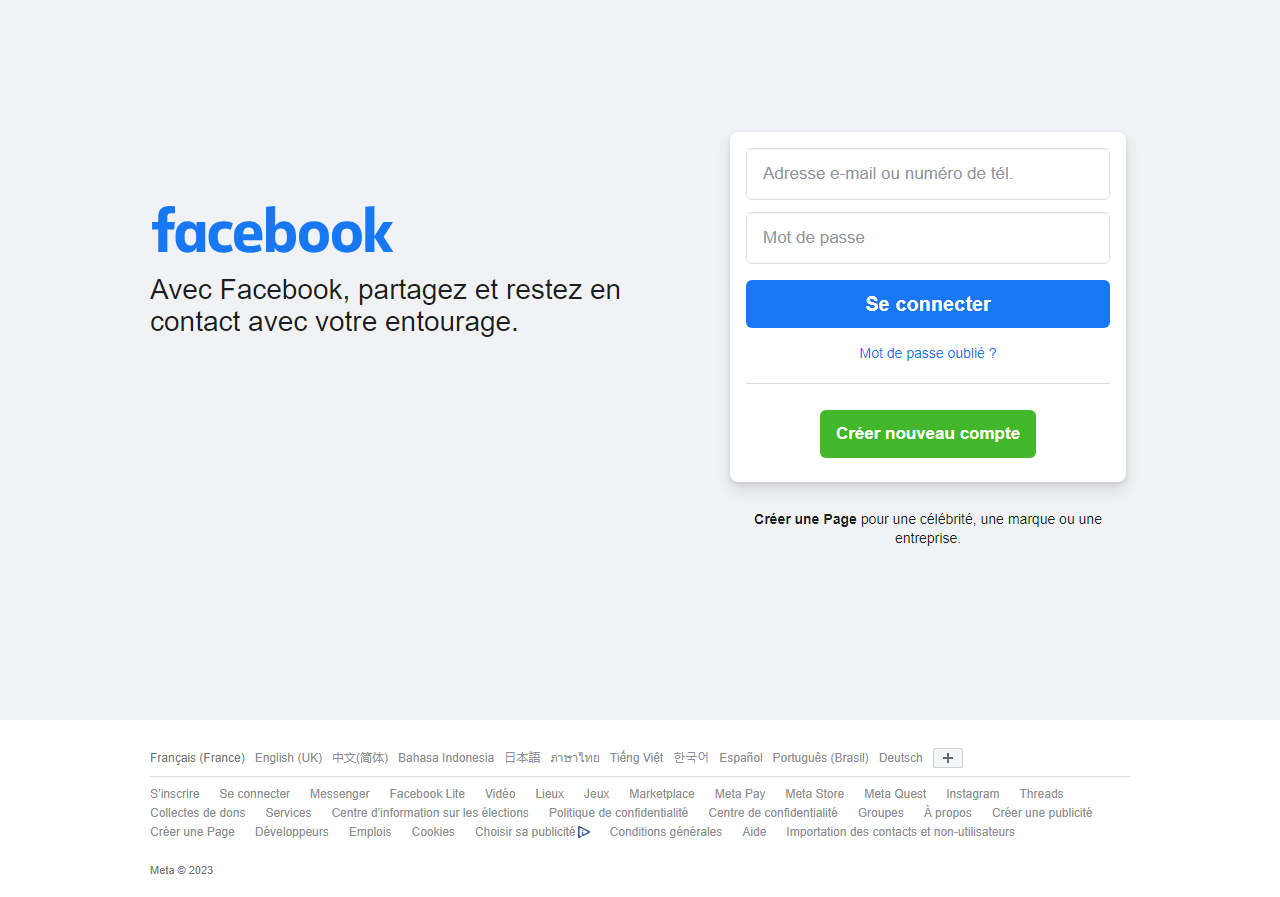 facebook
Avec Facebook, partagez et restez en
contact avec votre entourage.
Adresse e-mail ou numéro de tél.
Mot de passe
Se connecter
Mot de passe oublié ?
Créer nouveau compte
Créer une Page pour une célébrité, une marque ou une
entreprise.
Français (France) English (UK) 中文(简体) Bahasa Indonesia 日本語 ภาษาไทย Tiếng Việt 한국어 Español Português (Brasil) Deutsch
S’inscrire Se connecter Messenger Facebook Lite Vidéo Lieux Jeux Marketplace Meta Pay Meta Store Meta Quest Instagram Threads
Collectes de dons Services Centre d’information sur les élections Politique de confidentialité Centre de confidentialité Groupes À propos Créer une publicité
Créer une Page Développeurs Emplois Cookies Choisir sa publicité Conditions générales Aide Importation des contacts et non-utilisateurs
Meta © 2023